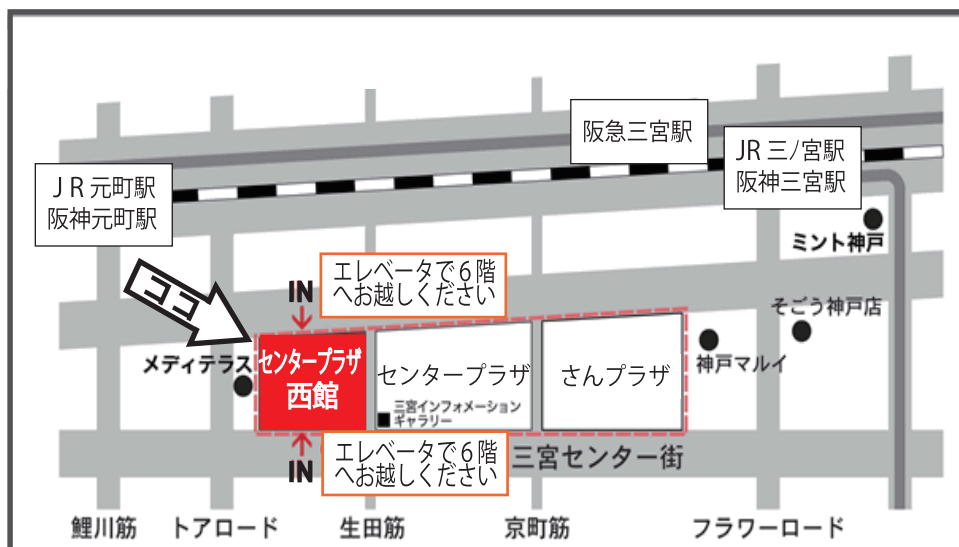 阪急三宮駅
JR 三ノ宮駅
阪神三宮駅
ＪＲ元町駅
阪神元町駅
ミント神戸
ココ
エレベータで６階
へお越しください
IN
そごう神戸店
メディテラス
センタープラザ
西館
センタープラザ
さんプラザ
神戸マルイ
三宮インフォメーション
ギャラリー
IN
エレベータで６階
へお越しください
三宮センター街
鯉川筋
トアロード
生田筋
京町筋
フラワーロード